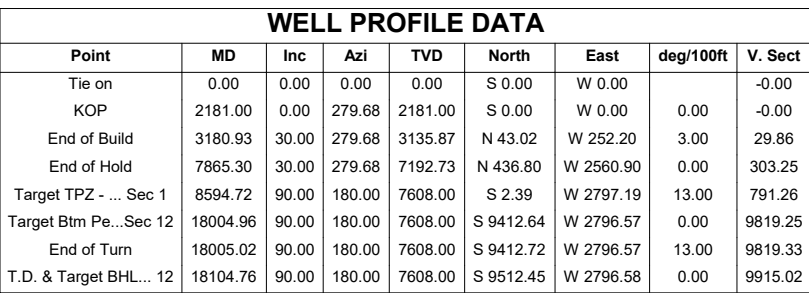 WELL PROFILE DATA
Point MD Inc Azi TVD North East deg/100ft V. Sect
Tie on 0.00 0.00 0.00 0.00 S 0.00 W 0.00 -0.00
KOP 2181.00 0.00 279.68 2181.00 S 0.00 W 0.00 0.00 -0.00
End of Build 3180.93 30.00 279.68 3135.87 N 43.02 W 252.20 3.00 29.86
End of Hold 7865.30 30.00 279.68 7192.73 N 436.80 W 2560.90 0.00 303.25
Target TPZ - ... Sec 1 8594.72 90.00 180.00 7608.00 S 2.39 W 2797.19 13.00 791.26
Target Btm Pe...Sec 12 18004.96 90.00 180.00 7608.00 S 9412.64 W 2796.57 0.00 9819.25
End of Turn 18005.02 90.00 180.00 7608.00 S 9412.72 W 2796.57 13.00 9819.33
T.D. & Target BHL... 12 18104.76 90.00 180.00 7608.00 S 9512.45 W 2796.58 0.00 9915.02